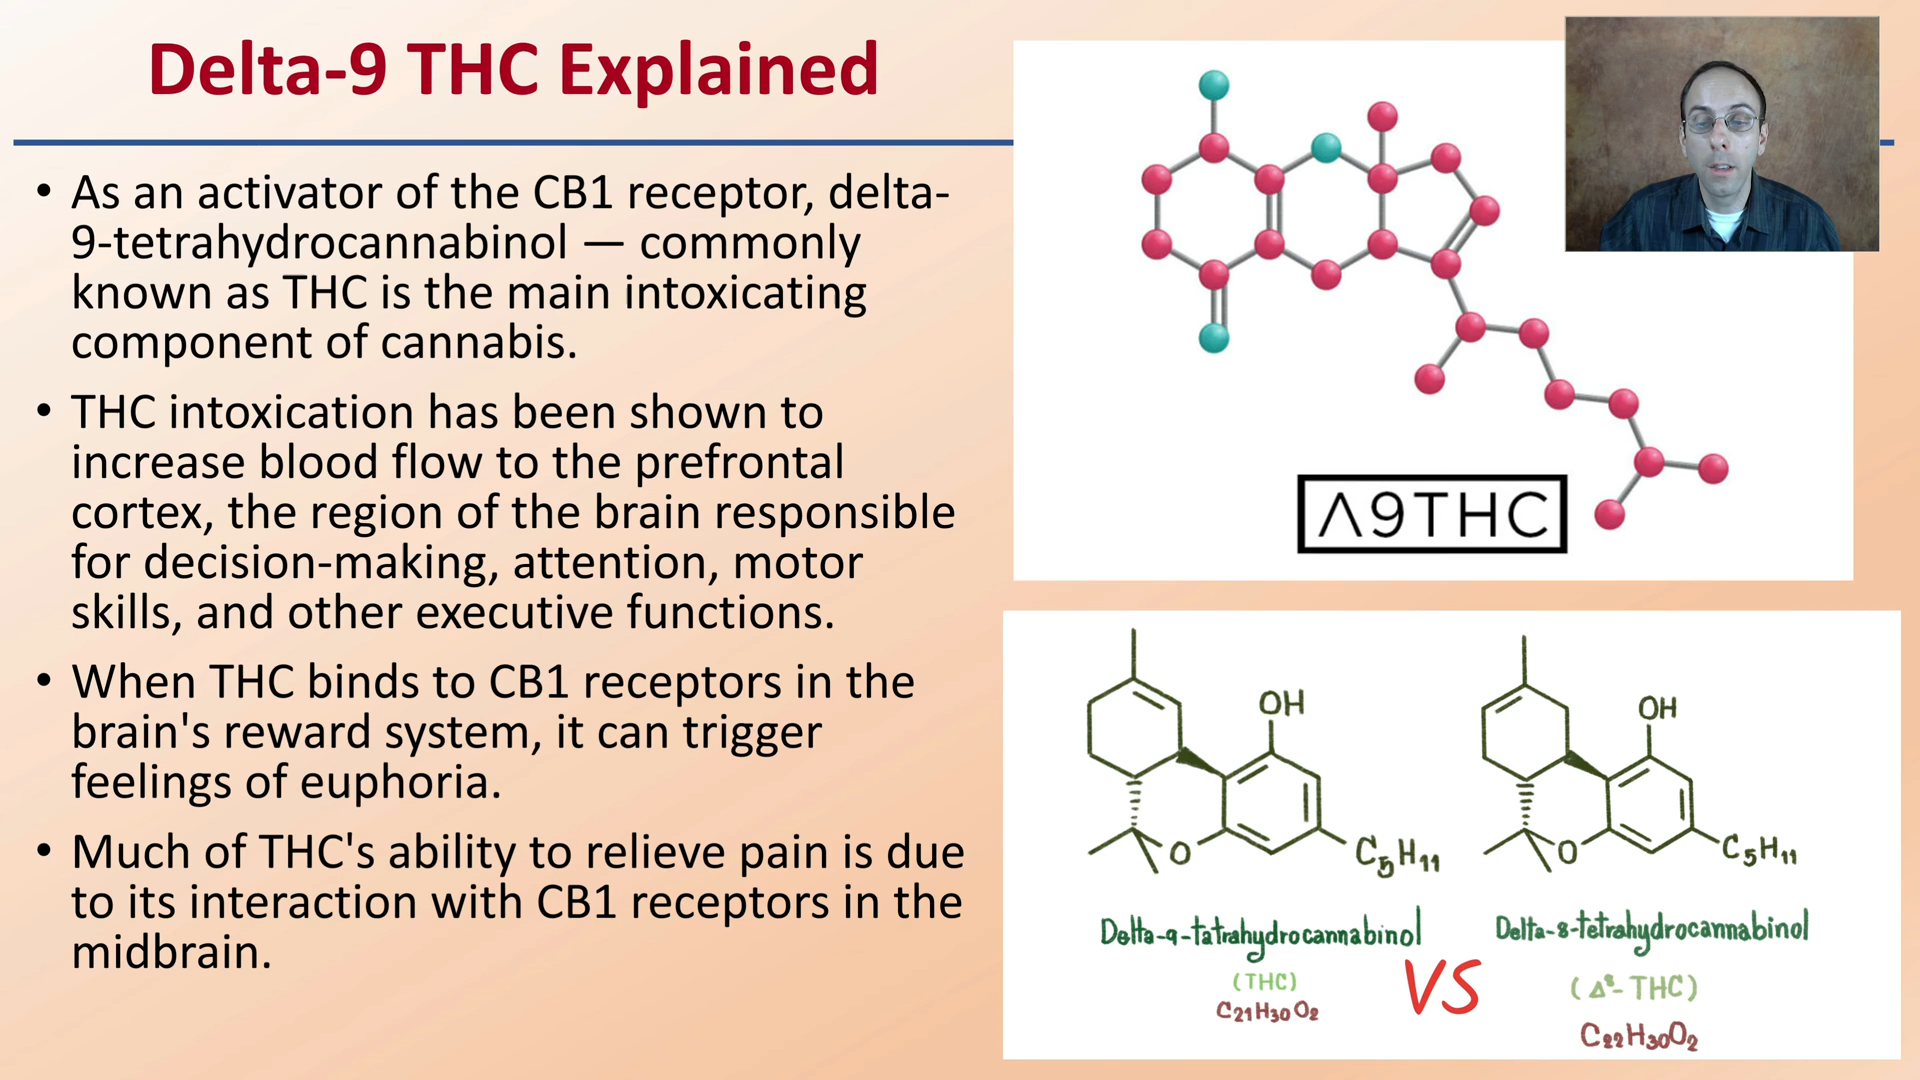 Delta-9 THC Explained
• As an activator of the CB1 receptor, delta-
9-tetrahydrocannabinol — commonly
known as THC is the main intoxicating
component of cannabis.
• THC intoxication has been shown to
increase blood flow to the prefrontal
cortex, the region of the brain responsible
for decision-making, attention, motor
skills, and other executive functions.
• When THC binds to CB1 receptors in the
brain's reward system, it can trigger
feelings of euphoria.
• Much of THC's ability to relieve pain is due
to its interaction with CB1 receptors in the
midbrain.
Λ9THC
OH
O
C₅H₁₁
Delta-9-tatrahydrocannabinol
(THC)
C₂₁H₃₀O₂
VS
OH
O
C₅H₁₁
Delta-8-tetrahydrocannabinol
(Δ⁸-THC)
C₂₂H₃₀O₂